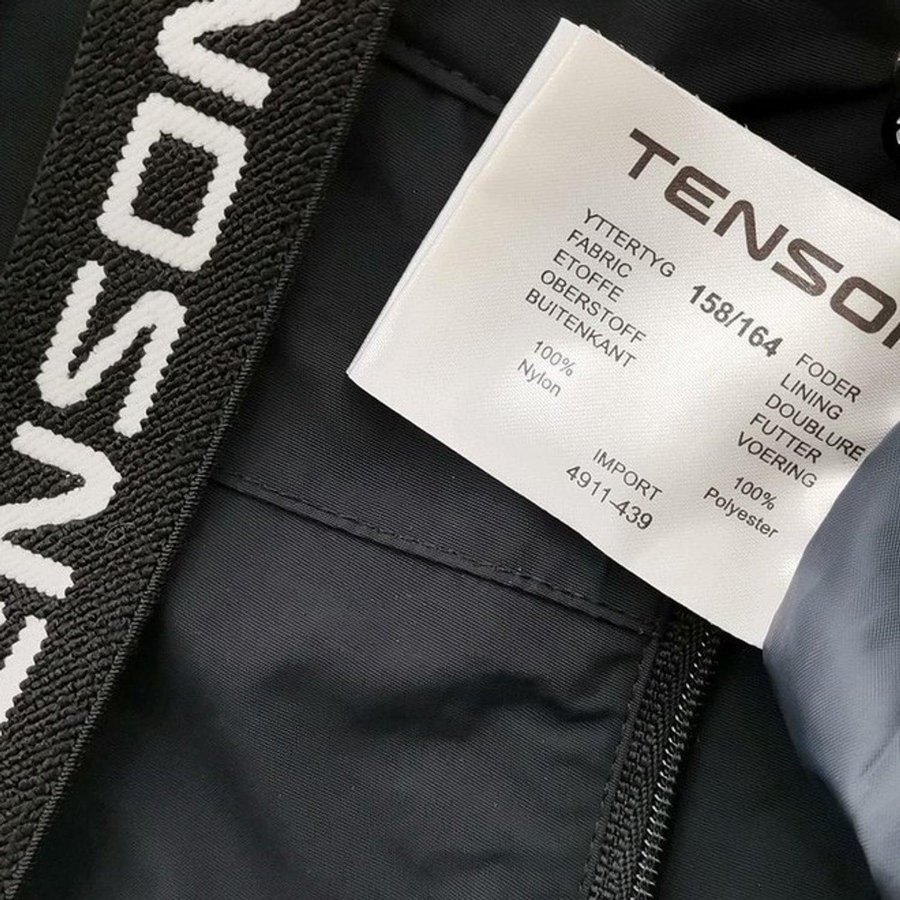 TENSON
TENSO
YTTERTYG
FABRIC
ETOFFE
OBERSTOFF
BUITENKANT
100%
Nylon
158/164
FODER
LINING
DOUBLURE
FUTTER
VOERING
100%
Polyester
IMPORT
4911-439